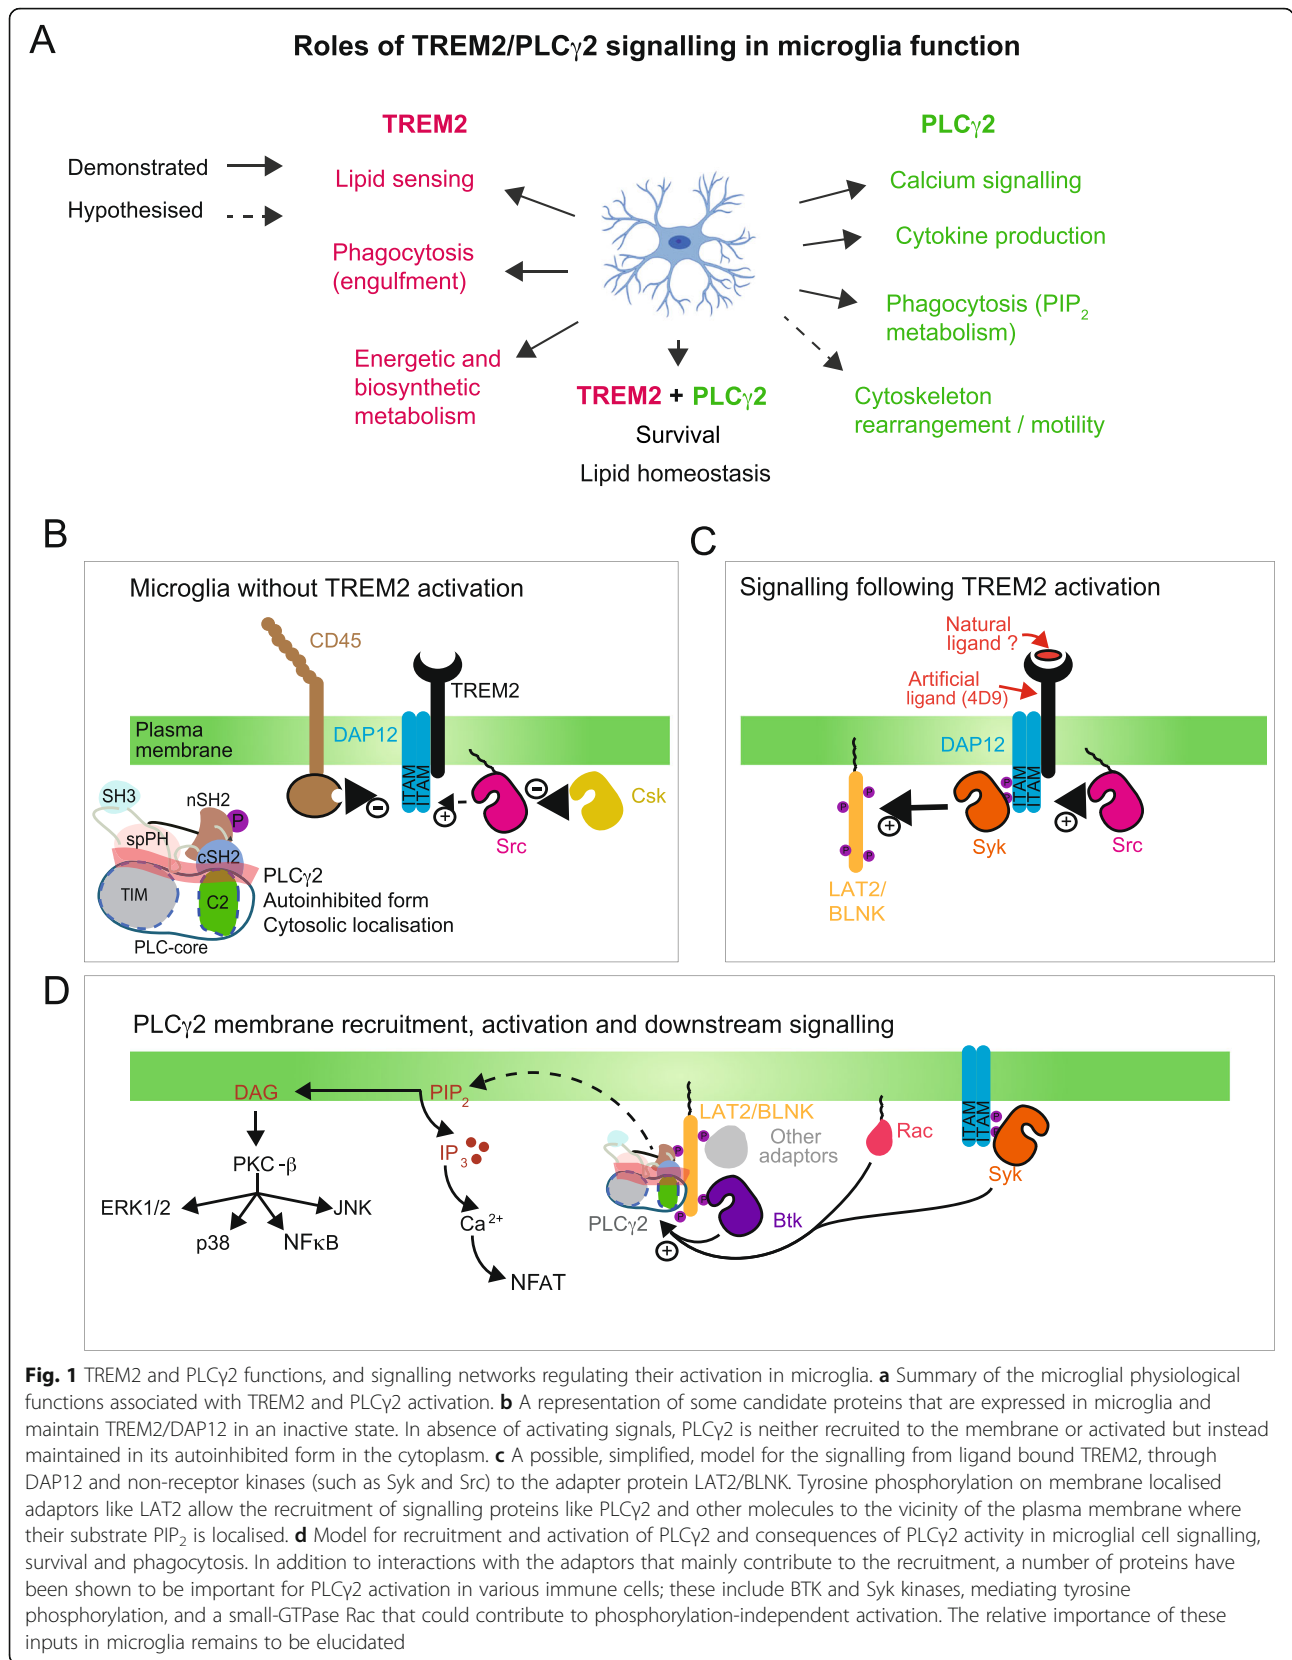 A
Roles of TREM2/PLCγ2 signalling in microglia function
TREM2
PLCγ2
Demonstrated
Hypothesised
Lipid sensing
Phagocytosis
(engulfment)
Energetic and
biosynthetic
metabolism
Calcium signalling
Cytokine production
Phagocytosis (PIP2
metabolism)
Cytoskeleton
rearrangement / motility
TREM2 + PLCγ2
Survival
Lipid homeostasis
B
Microglia without TREM2 activation
CD45
TREM2
Plasma
membrane
DAP12
ITAM
ITAM
SH3
nSH2
P
spPH
cSH2
TIM
C2
PLC-core
PLCγ2
Autoinhibited form
Cytosolic localisation
−
+
−
Src
Csk
C
Signalling following TREM2 activation
Natural
ligand ?
Artificial
ligand (4D9)
DAP12
ITAM
ITAM
P
P
P
P
P
P
+
+
Syk
Src
LAT2/
BLNK
D
PLCγ2 membrane recruitment, activation and downstream signalling
DAG
PIP2
IP3
PKC-β
ERK1/2
JNK
p38
NFκB
Ca2+
NFAT
LAT2/BLNK
P
P
P
P
Other
adaptors
PLCγ2
+
Btk
Rac
ITAM
ITAM
P
P
Syk
Fig. 1 TREM2 and PLCγ2 functions, and signalling networks regulating their activation in microglia. a Summary of the microglial physiological
functions associated with TREM2 and PLCγ2 activation. b A representation of some candidate proteins that are expressed in microglia and
maintain TREM2/DAP12 in an inactive state. In absence of activating signals, PLCγ2 is neither recruited to the membrane or activated but instead
maintained in its autoinhibited form in the cytoplasm. c A possible, simplified, model for the signalling from ligand bound TREM2, through
DAP12 and non-receptor kinases (such as Syk and Src) to the adapter protein LAT2/BLNK. Tyrosine phosphorylation on membrane localised
adaptors like LAT2 allow the recruitment of signalling proteins like PLCγ2 and other molecules to the vicinity of the plasma membrane where
their substrate PIP2 is localised. d Model for recruitment and activation of PLCγ2 and consequences of PLCγ2 activity in microglial cell signalling,
survival and phagocytosis. In addition to interactions with the adaptors that mainly contribute to the recruitment, a number of proteins have
been shown to be important for PLCγ2 activation in various immune cells; these include BTK and Syk kinases, mediating tyrosine
phosphorylation, and a small-GTPase Rac that could contribute to phosphorylation-independent activation. The relative importance of these
inputs in microglia remains to be elucidated